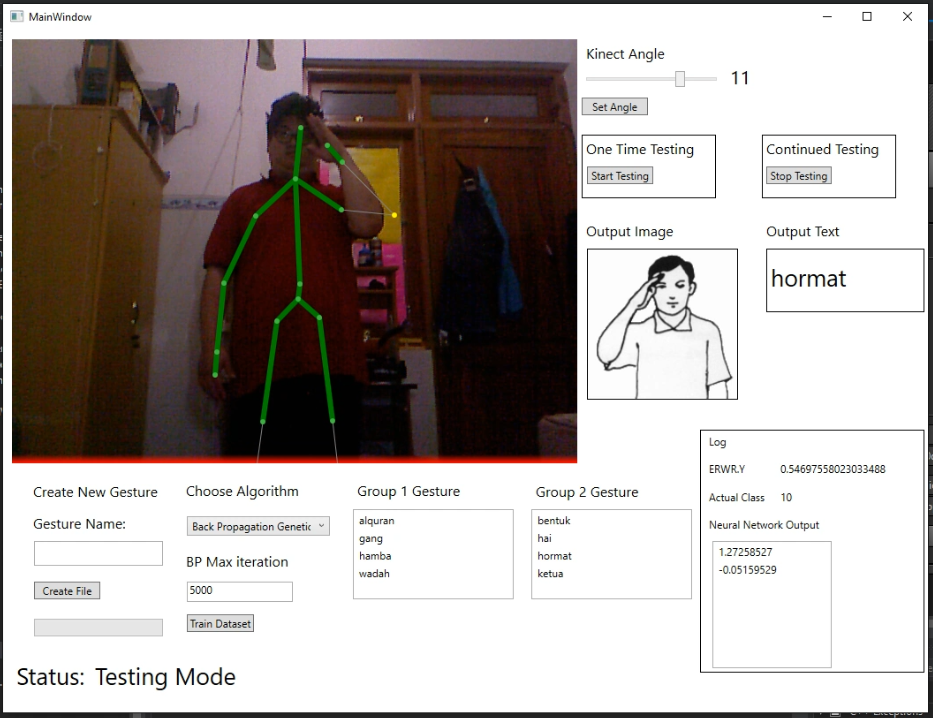 MainWindow
Kinect Angle
11
Set Angle
One Time Testing
Start Testing
Continued Testing
Stop Testing
Output Image
Output Text
hormat
Create New Gesture
Gesture Name:
Create File
Choose Algorithm
Back Propagation Genetic
BP Max iteration
5000
Train Dataset
Group 1 Gesture
alquran
gang
hamba
wadah
Group 2 Gesture
bentuk
hai
hormat
ketua
Log
ERWR.Y 0.54697558023033488
Actual Class 10
Neural Network Output
1.27258527
-0.05159529
Status: Testing Mode